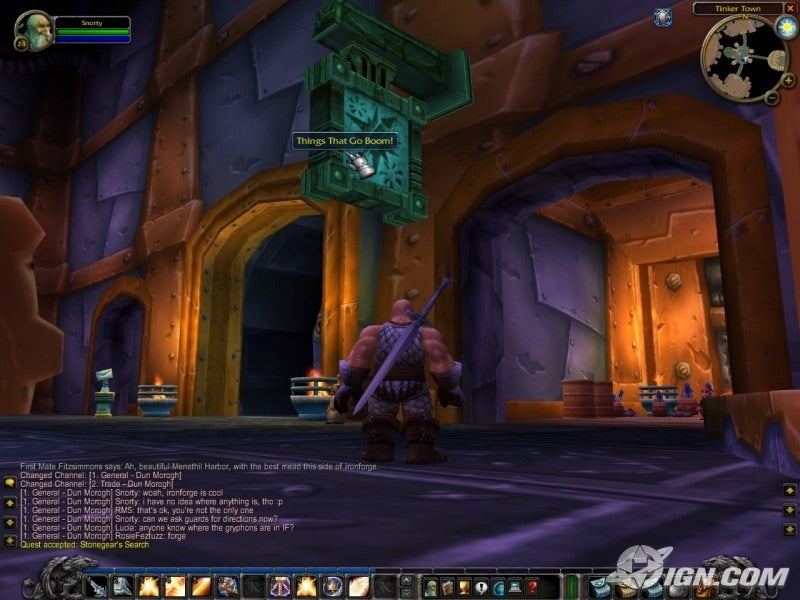 Snorty
24
Tinker Town
N
Things That Go Boom!
First Mate Fitzsimmons says: Ah, beautiful Menethil Harbor, with the best mead this side of Ironforge.
Changed Channel: [1. General - Dun Morogh]
Changed Channel: [2. Trade - Dun Morogh]
[1. General - Dun Morogh] Snorty: woah, ironforge is cool
[1. General - Dun Morogh] Snorty: i have no idea where anything is, tho :p
[1. General - Dun Morogh] RMS: that's ok, you're not the only one
[1. General - Dun Morogh] Snorty: can we ask guards for directions now?
[1. General - Dun Morogh] Lucia: anyone know where the gryphons are in IF?
[1. General - Dun Morogh] RosieFezfuzz: forge
Quest accepted: Stonegear's Search
IGN.COM